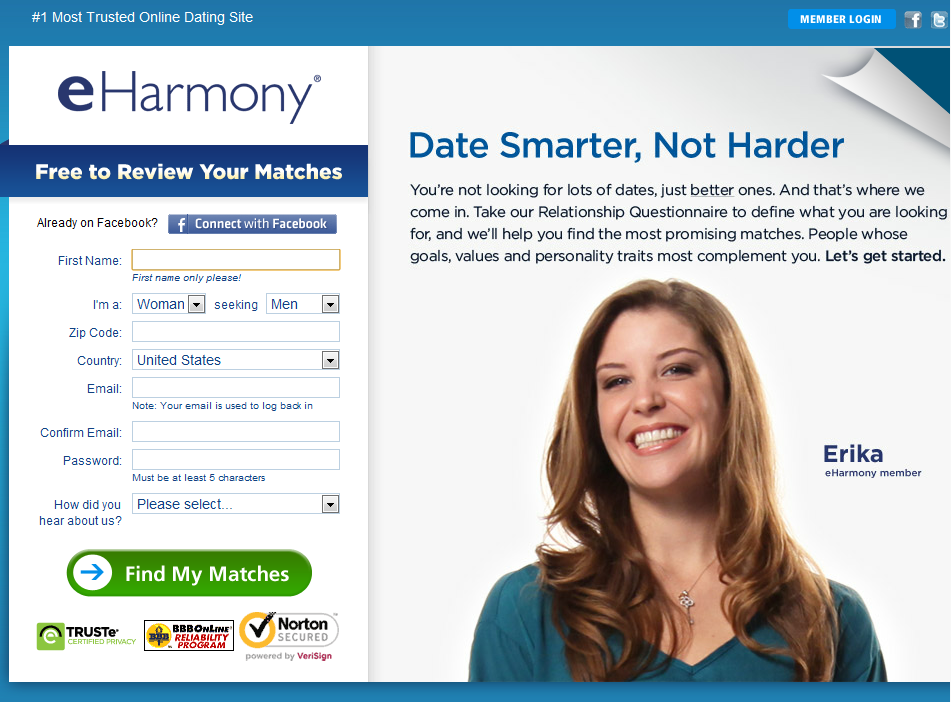 #1 Most Trusted Online Dating Site
MEMBER LOGIN
eHarmony®
Free to Review Your Matches
Already on Facebook?
Connect with Facebook
First Name:
First name only please!
I'm a:
Woman
seeking
Men
Zip Code:
Country:
United States
Email:
Note: Your email is used to log back in
Confirm Email:
Password:
Must be at least 5 characters
How did you
hear about us?
Please select...
Find My Matches
TRUSTe
CERTIFIED PRIVACY
BBB
BBBONLINE
RELIABILITY
PROGRAM
Norton™
SECURED
powered by VeriSign
Date Smarter, Not Harder
You're not looking for lots of dates, just better ones. And that's where we
come in. Take our Relationship Questionnaire to define what you are looking
for, and we'll help you find the most promising matches. People whose
goals, values and personality traits most complement you. Let's get started.
Erika
eHarmony member